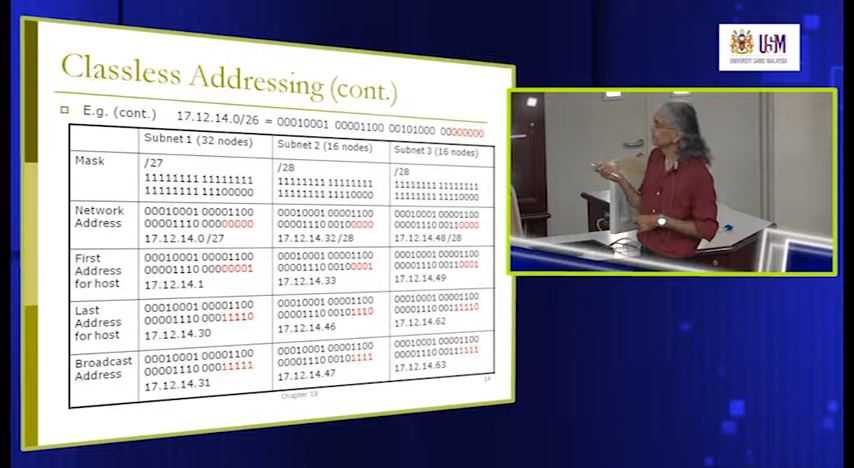 Classless Addressing (cont.)
E.g. (cont.) 17.12.14.0/26 = 00010001 00001100 00101000 00000000
Subnet 1 (32 nodes) Subnet 2 (16 nodes) Subnet 3 (16 nodes)
Mask /27 /28 /28
11111111 11111111 11111111 11111111 11111111 11111111
11111111 11100000 11111111 11110000 11111111 11110000
Network 00010001 00001100 00010001 00001100 00010001 00001100
Address 00001110 00000000 00001110 00100000 00001110 00110000
17.12.14.0/27 17.12.14.32/28 17.12.14.48/28
First 00010001 00001100 00010001 00001100 00010001 00001100
Address 00001110 00000001 00001110 00100001 00001110 00110001
for host 17.12.14.1 17.12.14.33 17.12.14.49
Last 00010001 00001100 00010001 00001100 00010001 00001100
Address 00001110 00011110 00001110 00101110 00001110 00111110
for host 17.12.14.30 17.12.14.46 17.12.14.62
Broadcast 00010001 00001100 00010001 00001100 00010001 00001100
Address 00001110 00011111 00001110 00101111 00001110 00111111
17.12.14.31 17.12.14.47 17.12.14.63
Chapter 19
14
USM
UNIVERSITI SAINS MALAYSIA